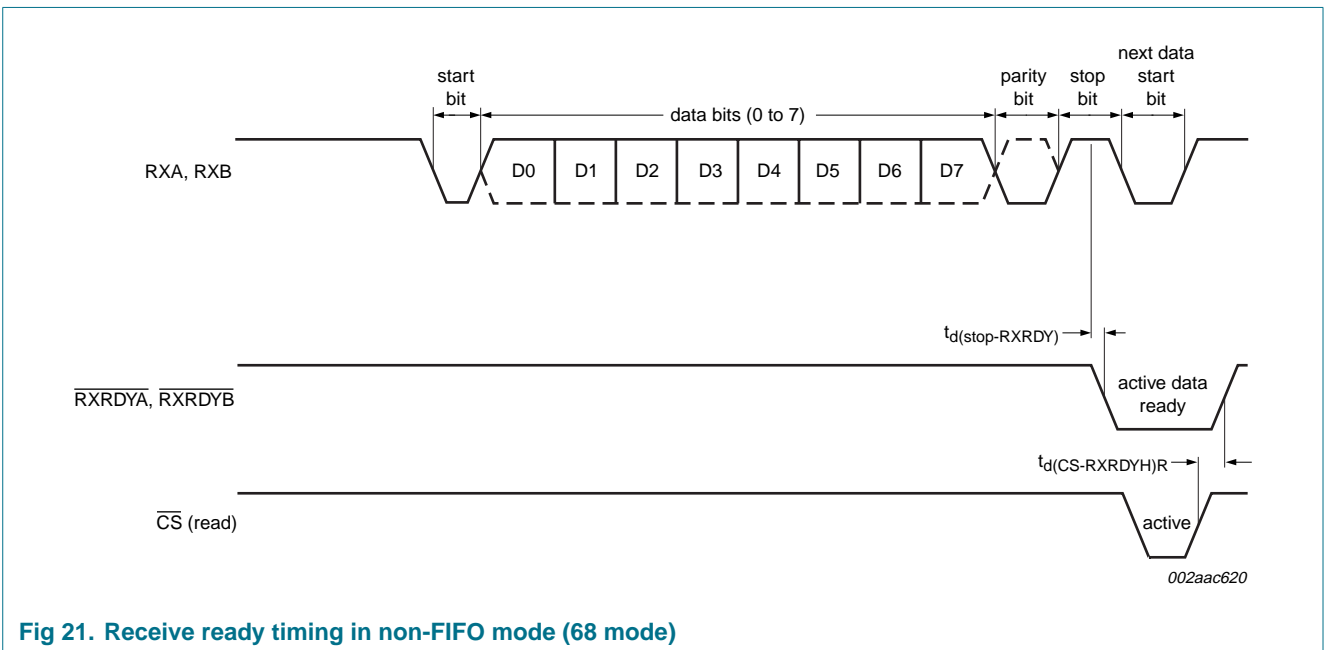 next data
start
bit
start
bit
parity
bit
stop
bit
data bits (0 to 7)
RXA, RXB
D0 D1 D2 D3 D4 D5 D6 D7
td(stop-RXRDY)
RXRDYA, RXRDYB
active data
ready
td(CS-RXRDYH)R
CS (read)
active
002aac620
Fig 21. Receive ready timing in non-FIFO mode (68 mode)